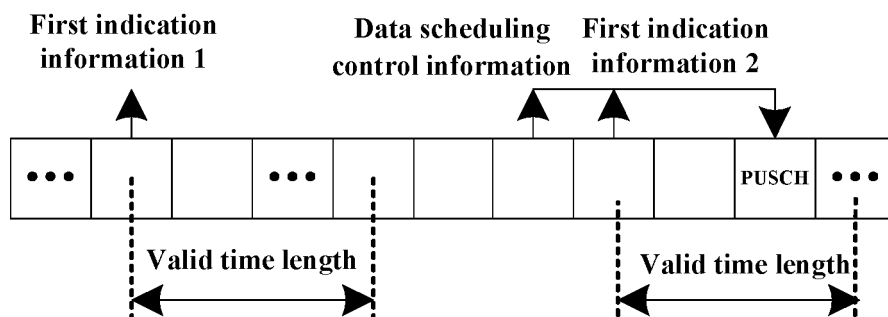 First indication
information 1
Data scheduling
control information
First indication
information 2
••• ••• PUSCH •••
Valid time length
Valid time length